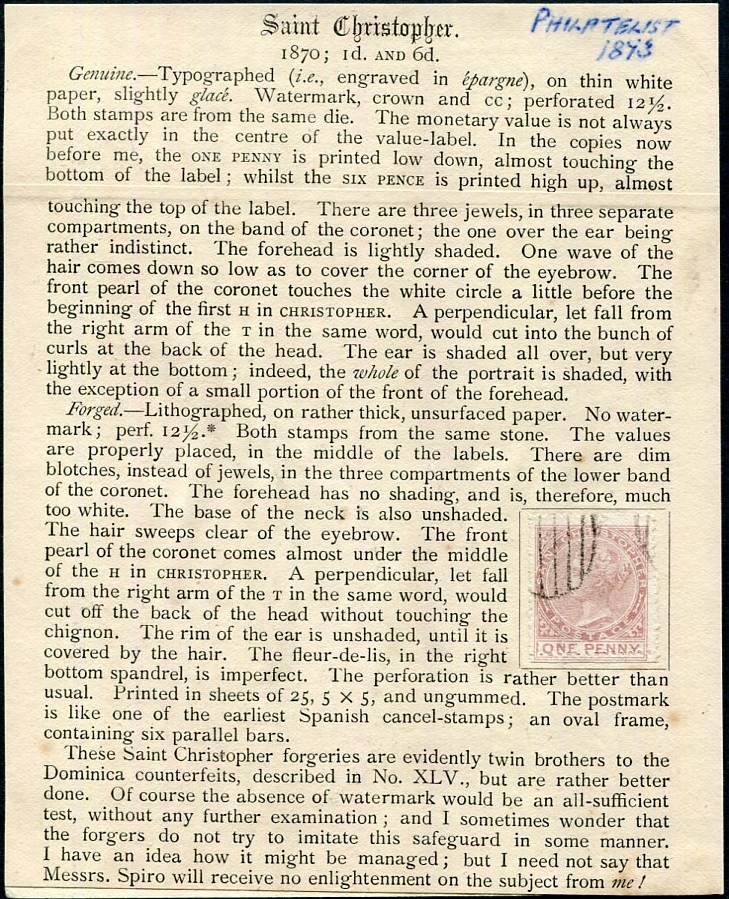 Saint Christopher.
PHILATELIST
1873
1870; 1d. AND 6d.
Genuine.—Typographed (i.e., engraved in épargne), on thin white
paper, slightly glacé. Watermark, crown and CC; perforated 12½.
Both stamps are from the same die. The monetary value is not always
put exactly in the centre of the value-label. In the copies now
before me, the ONE PENNY is printed low down, almost touching the
bottom of the label; whilst the SIX PENCE is printed high up, almost
touching the top of the label. There are three jewels, in three separate
compartments, on the band of the coronet; the one over the ear being
rather indistinct. The forehead is lightly shaded. One wave of the
hair comes down so low as to cover the corner of the eyebrow. The
front pearl of the coronet touches the white circle a little before the
beginning of the first H in CHRISTOPHER. A perpendicular, let fall from
the right arm of the T in the same word, would cut into the bunch of
curls at the back of the head. The ear is shaded all over, but very
lightly at the bottom; indeed, the whole of the portrait is shaded, with
the exception of a small portion of the front of the forehead.
Forged.—Lithographed, on rather thick, unsurfaced paper. No water-
mark; perf. 12½.* Both stamps from the same stone. The values
are properly placed, in the middle of the labels. There are dim
blotches, instead of jewels, in the three compartments of the lower band
of the coronet. The forehead has no shading, and is, therefore, much
too white. The base of the neck is also unshaded.
The hair sweeps clear of the eyebrow. The front
pearl of the coronet comes almost under the middle
of the H in CHRISTOPHER. A perpendicular, let fall
from the right arm of the T in the same word, would
cut off the back of the head without touching the
chignon. The rim of the ear is unshaded, until it is
covered by the hair. The fleur-de-lis, in the right
bottom spandrel, is imperfect. The perforation is rather better than
usual. Printed in sheets of 25, 5 × 5, and ungummed. The postmark
is like one of the earliest Spanish cancel-stamps; an oval frame,
containing six parallel bars.
These Saint Christopher forgeries are evidently twin brothers to the
Dominica counterfeits, described in No. XLV., but are rather better
done. Of course the absence of watermark would be an all-sufficient
test, without any further examination; and I sometimes wonder that
the forgers do not try to imitate this safeguard in some manner.
I have an idea how it might be managed; but I need not say that
Messrs. Spiro will receive no enlightenment on the subject from me!
CHRISTOPHER
POSTAGE
ONE PENNY